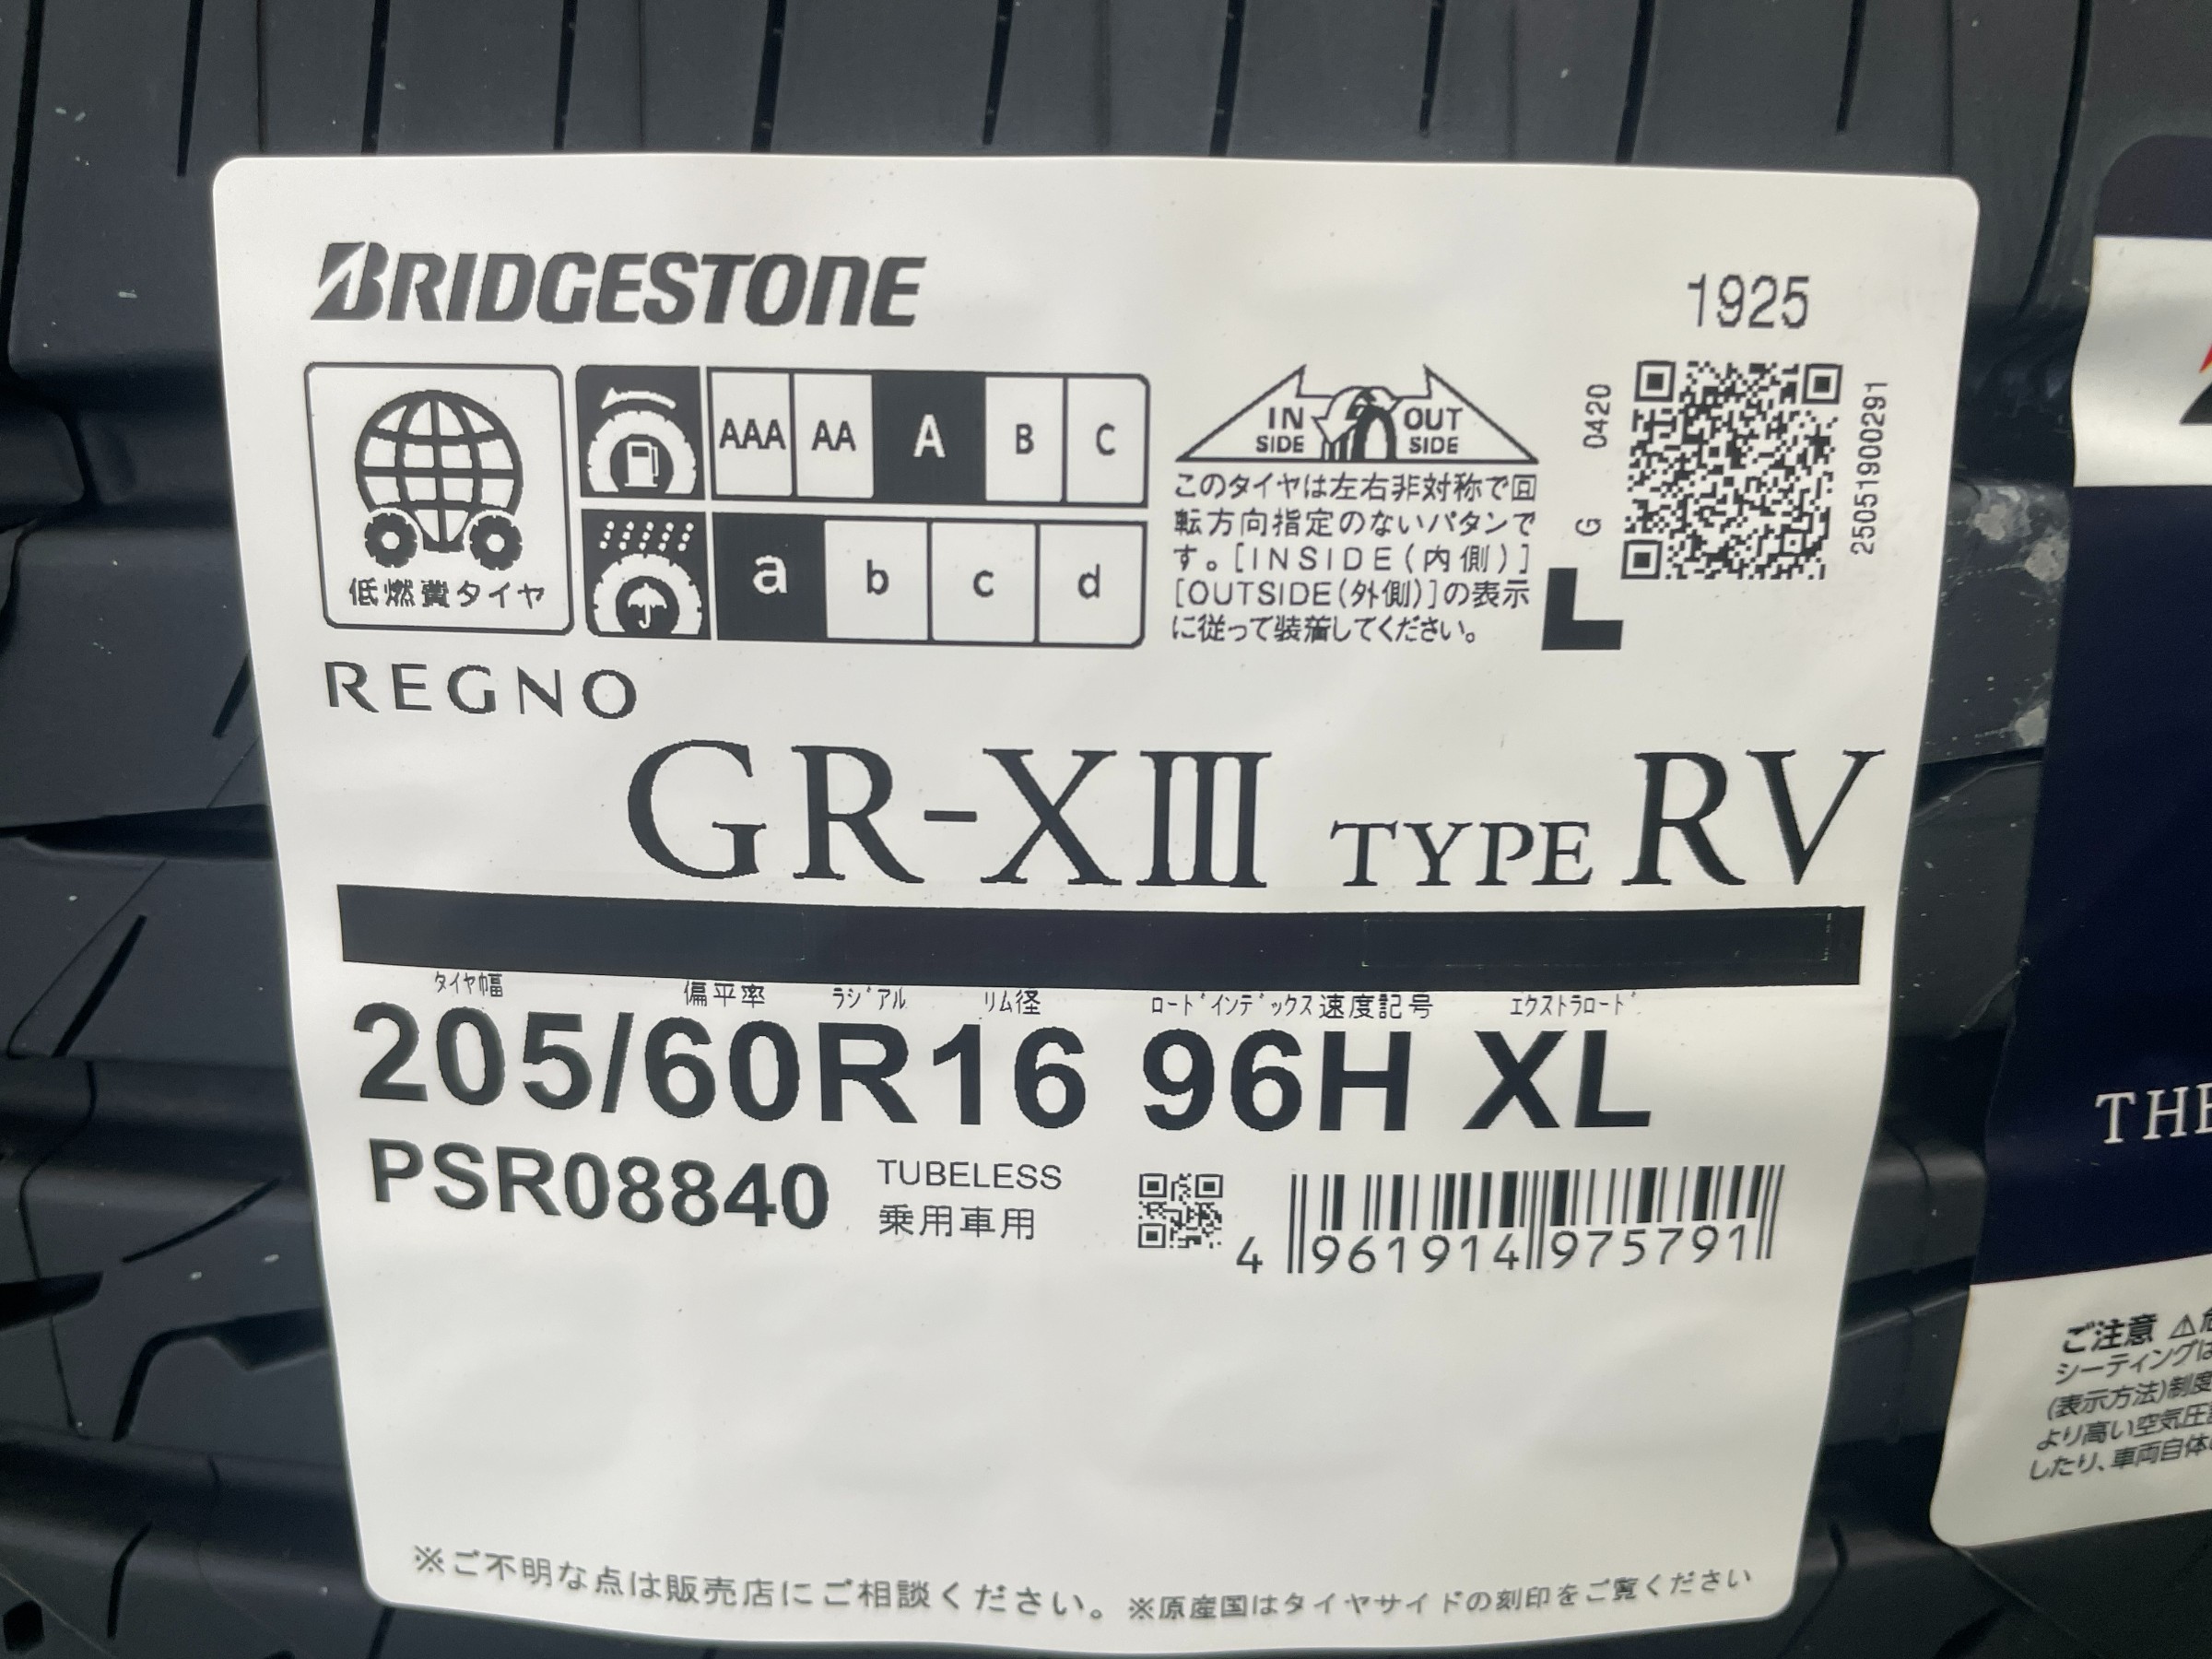 BRIDGESTONE
1925
AAA AA A B C
a b c d
低燃費タイヤ
IN SIDE OUT SIDE
このタイヤは左右非対称で回
転方向指定のないパタンで
す。[INSIDE(内側)]
[OUTSIDE(外側)]の表示
に従って装着してください。
L
G 0420
2505190029​1
REGNO
GR-XⅢ TYPE RV
タイヤ幅 偏平率 ラジアル リム径 ロードインデックス 速度記号 エクストラロード
205/60R16 96H XL
PSR08840
TUBELESS
乗用車用
4 961914 975791
※ご不明な点は販売店にご相談ください。 ※原産国はタイヤサイドの刻印をご覧ください
THE
ご注意
シーティングは
(表示方法)制度
より高い空気圧
したり、車両自体